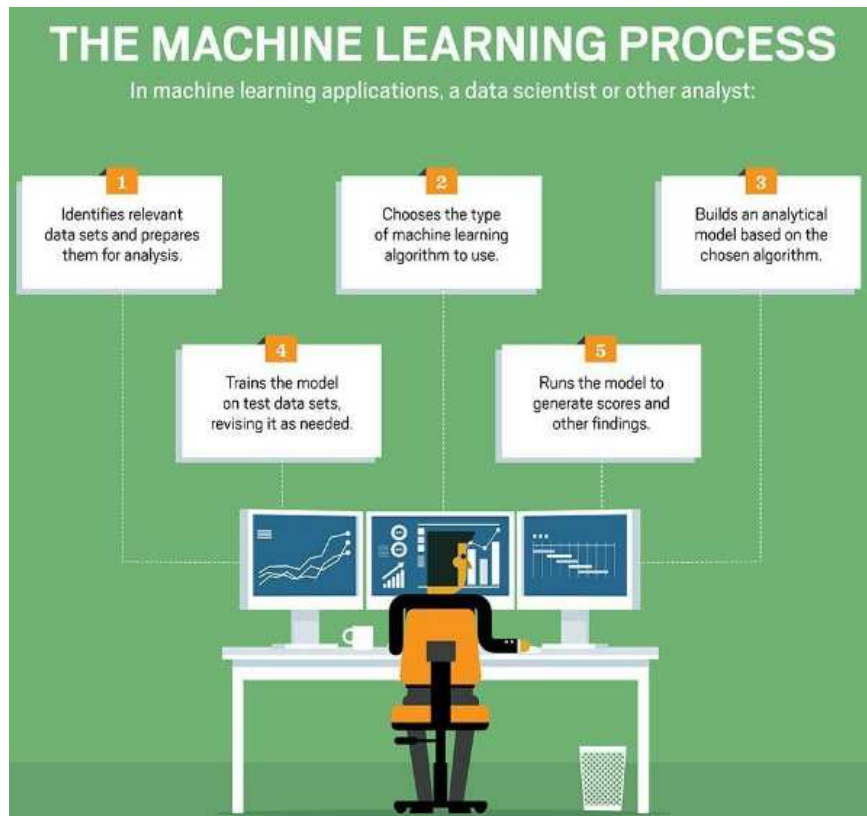 THE MACHINE LEARNING PROCESS
In machine learning applications, a data scientist or other analyst:
1
Identifies relevant
data sets and prepares
them for analysis.
2
Chooses the type
of machine learning
algorithm to use.
3
Builds an analytical
model based on the
chosen algorithm.
4
Trains the model
on test data sets,
revising it as needed.
5
Runs the model to
generate scores and
other findings.